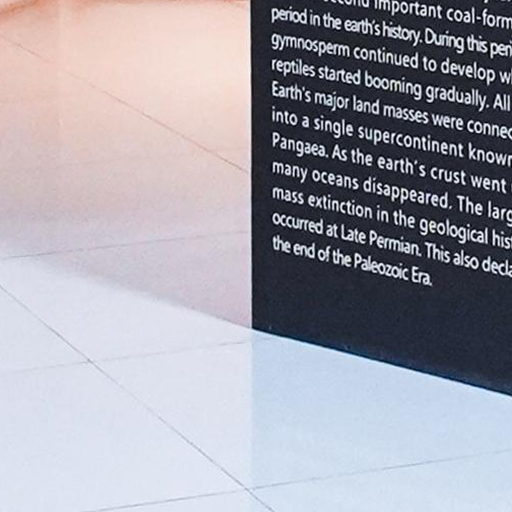 important coal-form
period in the earth's history. During this peri
gymnosperm continued to develop w
reptiles started booming gradually. All
Earth's major land masses were connec
into a single supercontinent known
Pangaea. As the earth's crust went
many oceans disappeared. The larg
mass extinction in the geological his
occurred at Late Permian. This also decla
the end of the Paleozoic Era.